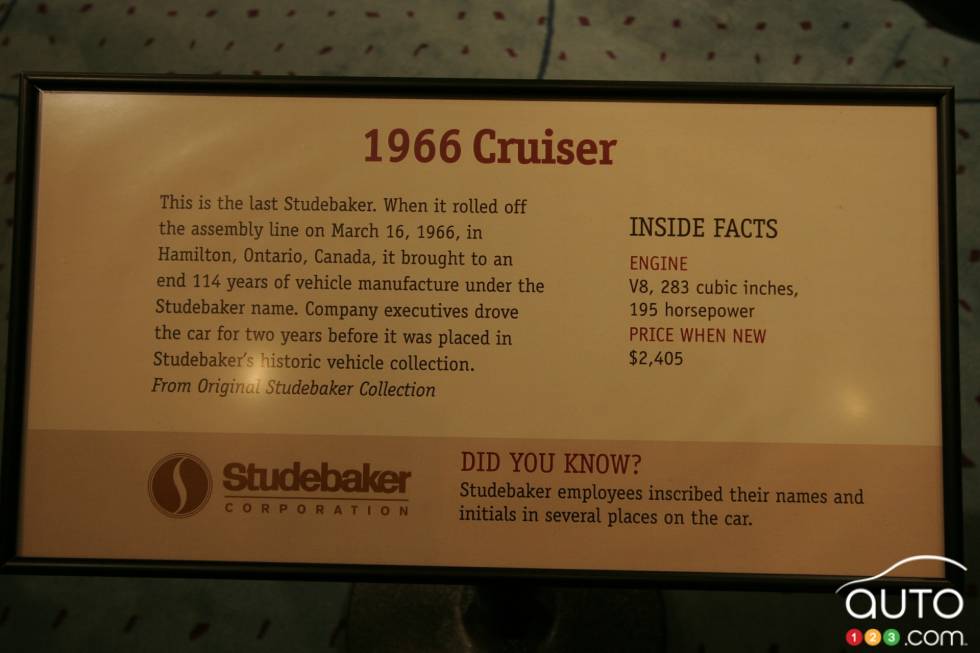 1966 Cruiser
This is the last Studebaker. When it rolled off
the assembly line on March 16, 1966, in
Hamilton, Ontario, Canada, it brought to an
end 114 years of vehicle manufacture under the
Studebaker name. Company executives drove
the car for two years before it was placed in
Studebaker's historic vehicle collection.
From Original Studebaker Collection
INSIDE FACTS
ENGINE
V8, 283 cubic inches,
195 horsepower
PRICE WHEN NEW
$2,405
Studebaker
CORPORATION
DID YOU KNOW?
Studebaker employees inscribed their names and
initials in several places on the car.
AUTO
123.com